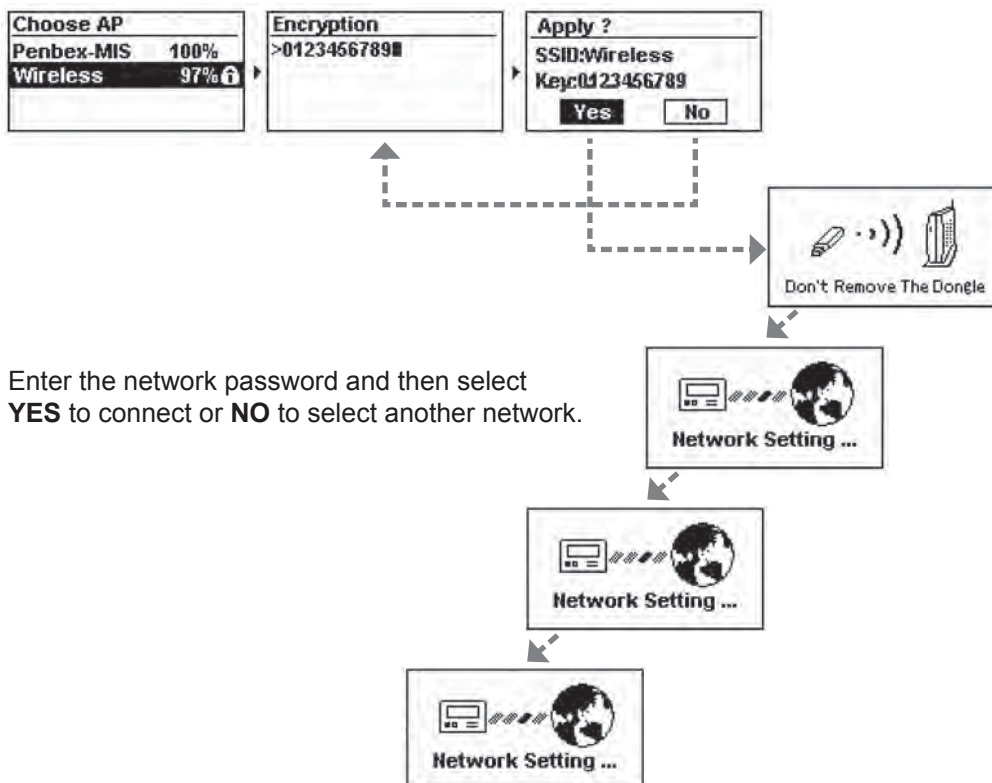 Choose AP
Penbex-MIS 100%
Wireless 97%
Encryption
>0123456789
Apply ?
SSID:Wireless
Key:0123456789
Yes No
Don't Remove The Dongle
Enter the network password and then select
YES to connect or NO to select another network.
Network Setting ...
Network Setting ...
Network Setting ...